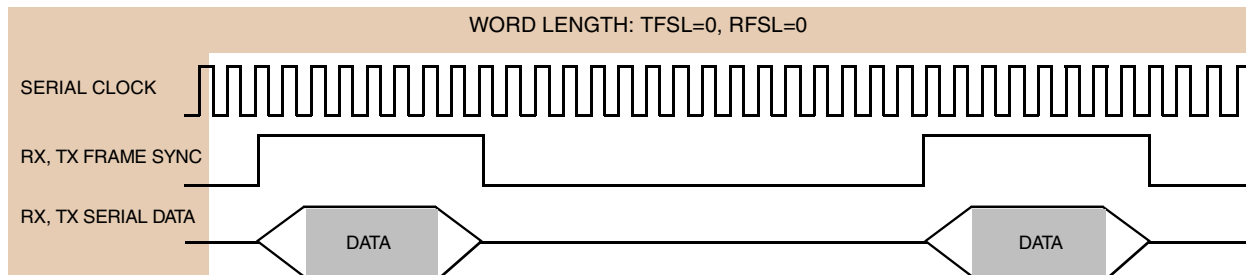 WORD LENGTH: TFSL=0, RFSL=0
SERIAL CLOCK
RX, TX FRAME SYNC
RX, TX SERIAL DATA
DATA
DATA